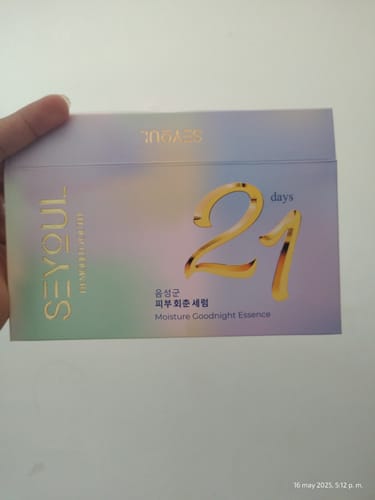 SEYOUL
SEYOUL
21
days
음성군
피부 회춘 세럼
Moisture Goodnight Essence
16 may 2025, 5:12 p. m.